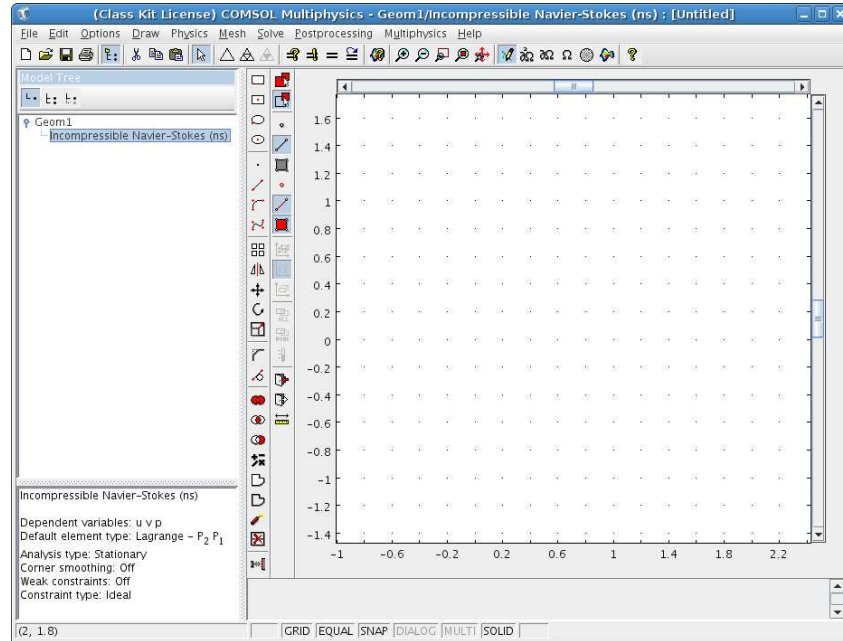 (Class Kit License) COMSOL Multiphysics - Geom1/Incompressible Navier-Stokes (ns) : [Untitled]
File Edit Options Draw Physics Mesh Solve Postprocessing Multiphysics Help
Model Tree
Geom1
Incompressible Navier-Stokes (ns)
1.6
1.4
1.2
1
0.8
0.6
0.4
0.2
0
-0.2
-0.4
-0.6
-0.8
-1
-1.2
-1.4
-1 -0.6 -0.2 0.2 0.6 1 1.4 1.8 2.2
Incompressible Navier-Stokes (ns)
Dependent variables: u v p
Default element type: Lagrange - P2 P1
Analysis type: Stationary
Corner smoothing: Off
Weak constraints: Off
Constraint type: Ideal
(2, 1.8) GRID EQUAL SNAP DIALOG MULTI SOLID